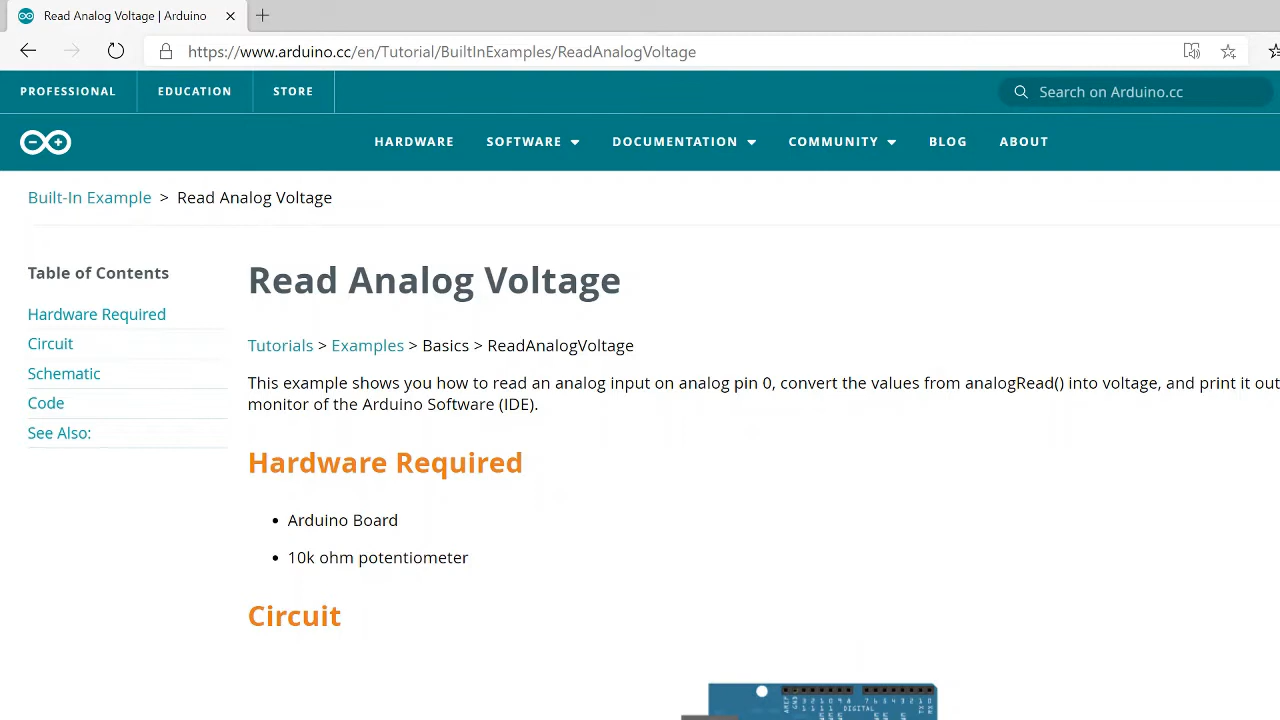 Read Analog Voltage | Arduino
https://www.arduino.cc/en/Tutorial/BuiltInExamples/ReadAnalogVoltage
PROFESSIONAL EDUCATION STORE
Search on Arduino.cc
HARDWARE SOFTWARE DOCUMENTATION COMMUNITY BLOG ABOUT
Built-In Example > Read Analog Voltage
Table of Contents
Hardware Required
Circuit
Schematic
Code
See Also:
Read Analog Voltage
Tutorials > Examples > Basics > ReadAnalogVoltage
This example shows you how to read an analog input on analog pin 0, convert the values from analogRead() into voltage, and print it out
monitor of the Arduino Software (IDE).
Hardware Required
• Arduino Board
• 10k ohm potentiometer
Circuit
DIGITAL